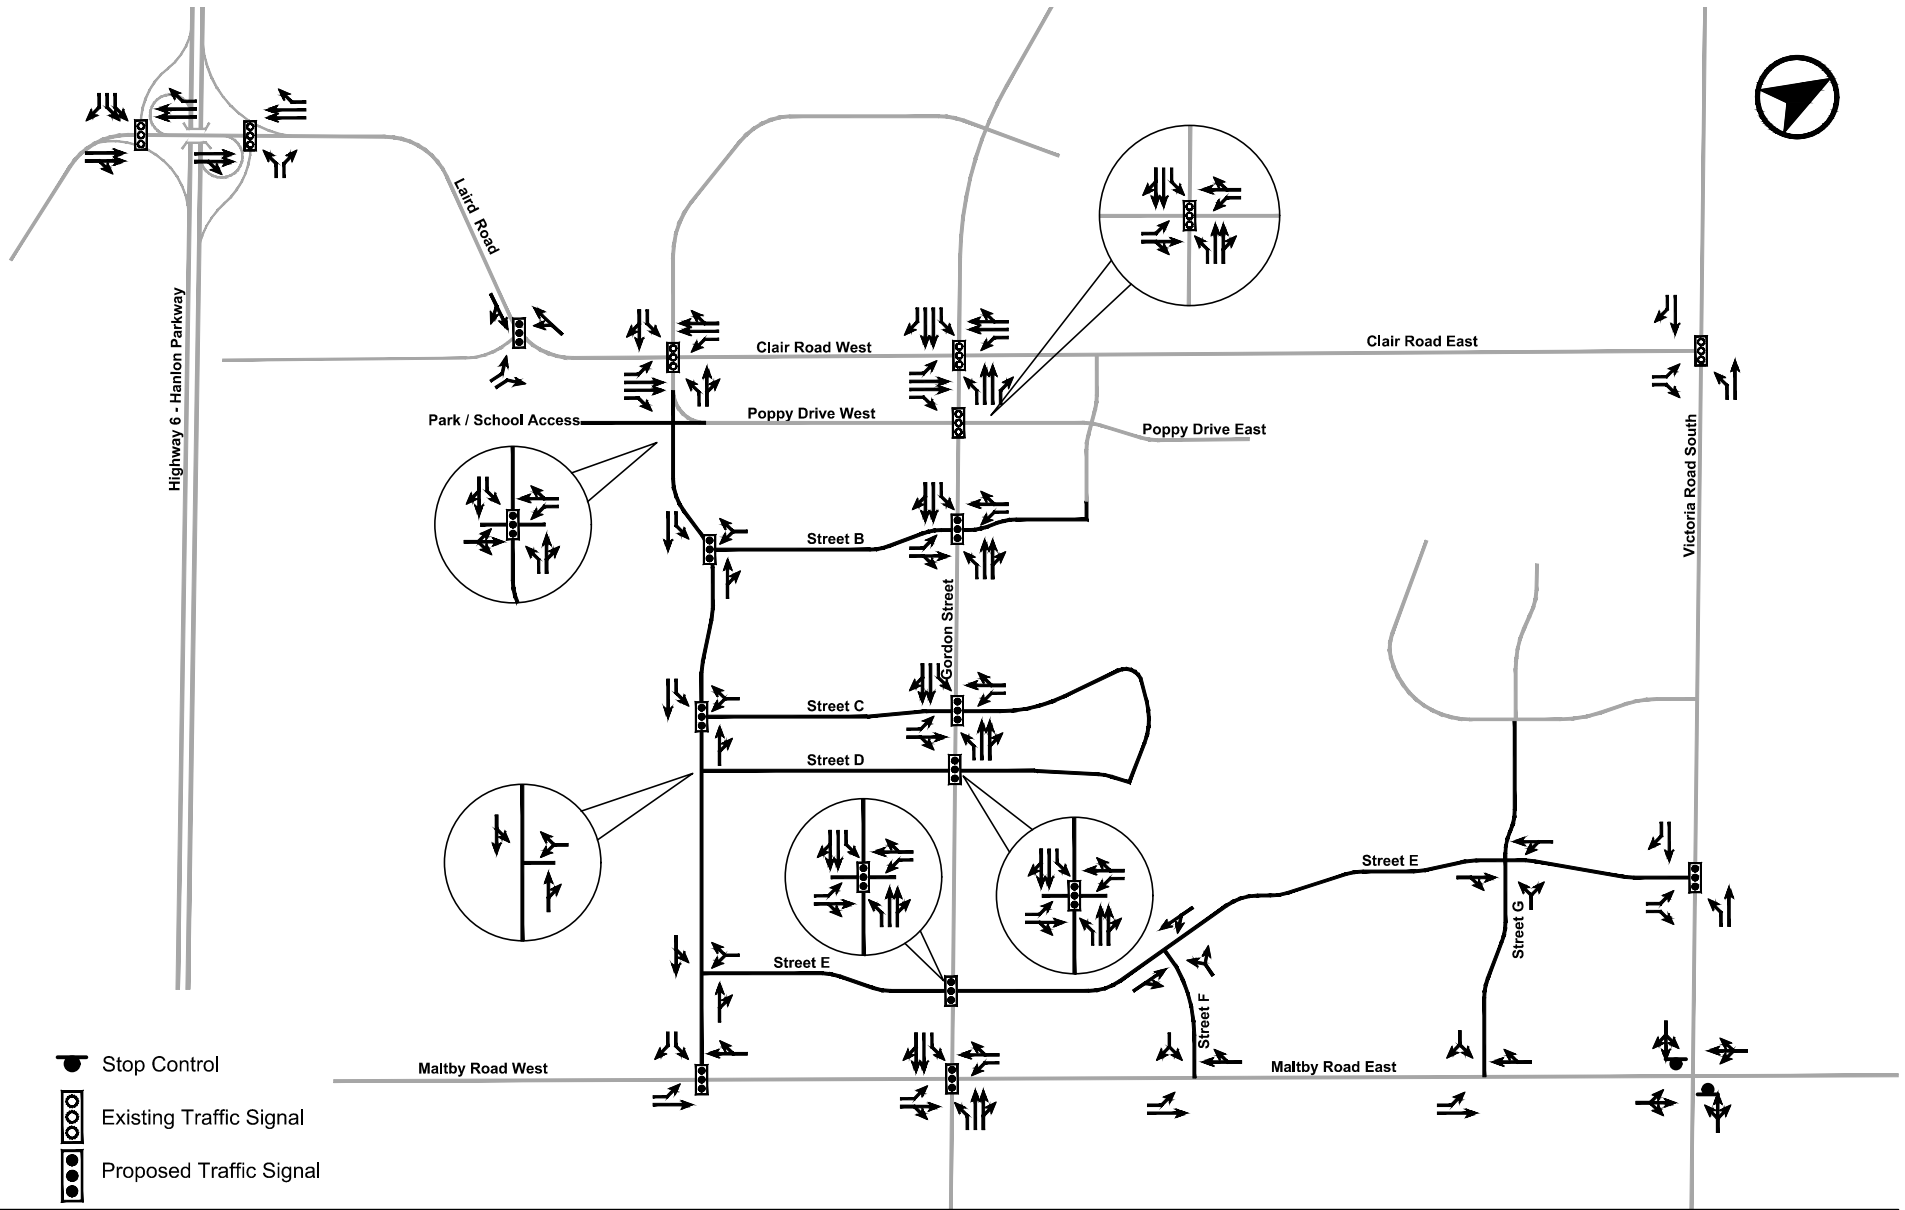 Laird Road
Highway 6 - Hanlon Parkway
Clair Road West
Clair Road East
Park / School Access
Poppy Drive West
Poppy Drive East
Victoria Road South
Street B
Gordon Street
Street C
Street D
Street E
Street G
Street E
Street F
Maltby Road West
Maltby Road East
Stop Control
Existing Traffic Signal
Proposed Traffic Signal